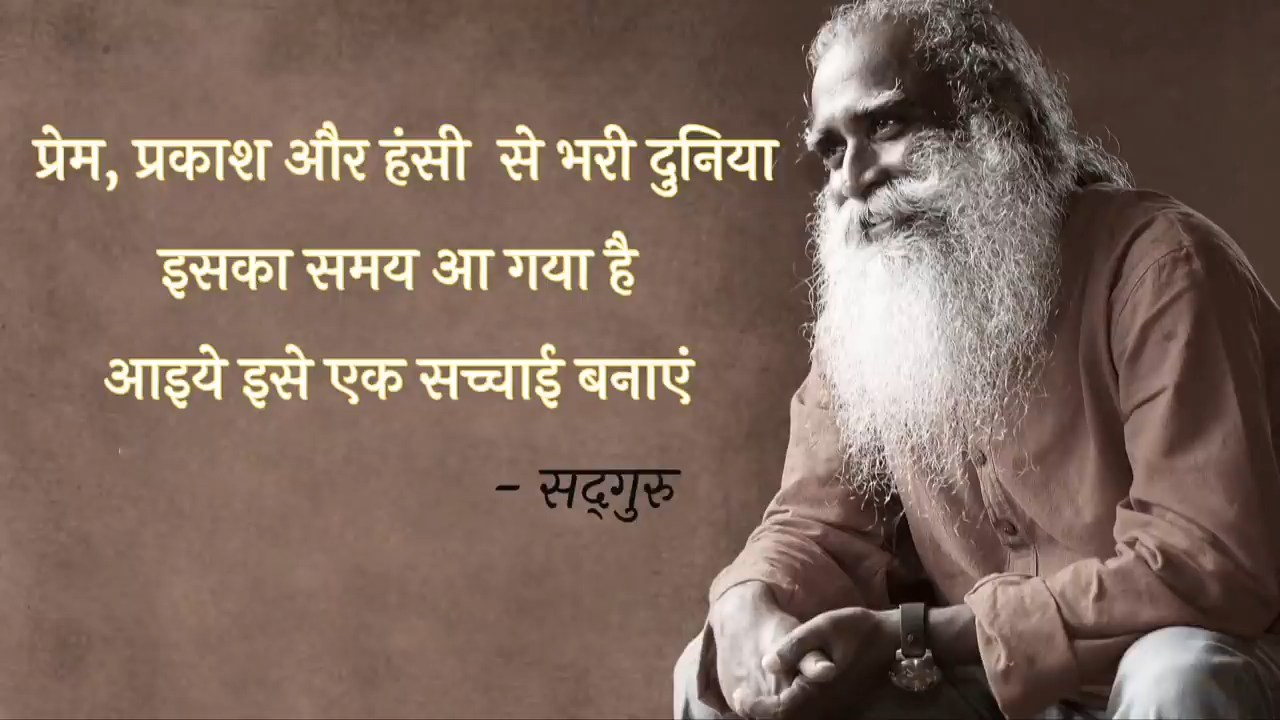 प्रेम, प्रकाश और हंसी से भरी दुनिया
इसका समय आ गया है
आइये इसे एक सच्चाई बनाएं
- सद्‌गुरु